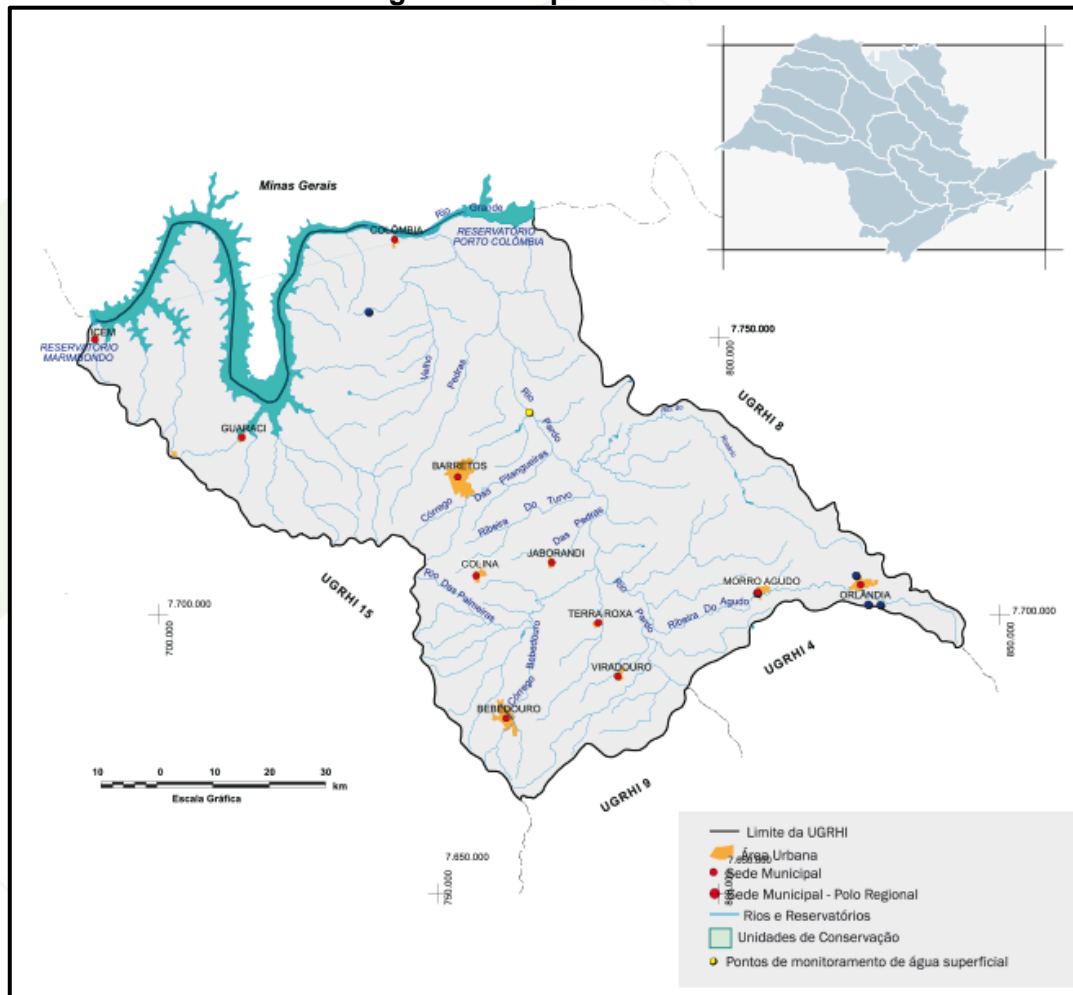 Minas Gerais
Rio Grande
COLÔMBIA
RESERVATÓRIO
PORTO COLÔMBIA
ICEM
RESERVATÓRIO
MARIMBONDO
7.750.000
800.000
Velho
Pedras
UGRHI 8
Rio
Pardo
Rosário
GUARACI
BARRETOS
Córrego Das Pitangueiras
Ribeira Do Turvo
Das Pedras
JABORANDI
COLINA
Rio Das Palmeiras
MORRO AGUDO
ORLÂNDIA
UGRHI 15
Rio
Pardo
Ribeira Do Agudo
TERRA ROXA
7.700.000
700.000
7.700.000
850.000
UGRHI 4
Córrego Bebedouro
VIRADOURO
BEBEDOURO
UGRHI 9
10 0 10 20 30
km
Escala Gráfica
7.650.000
750.000
Limite da UGRHI
Área Urbana
Sede Municipal
Sede Municipal - Polo Regional
Rios e Reservatórios
Unidades de Conservação
Pontos de monitoramento de água superficial